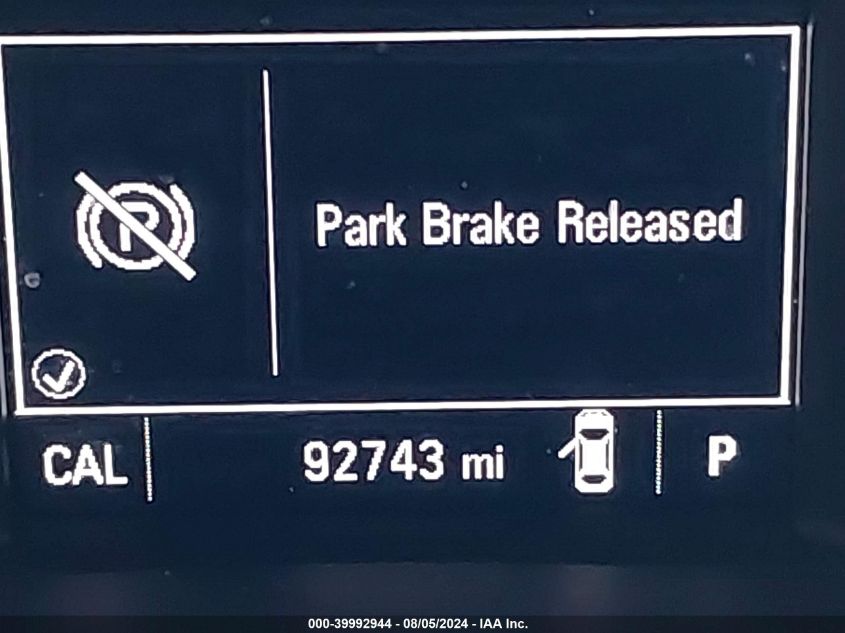 P
Park Brake Released
CAL
92743 mi
P
000-39992944 - 08/05/2024 - IAA Inc.